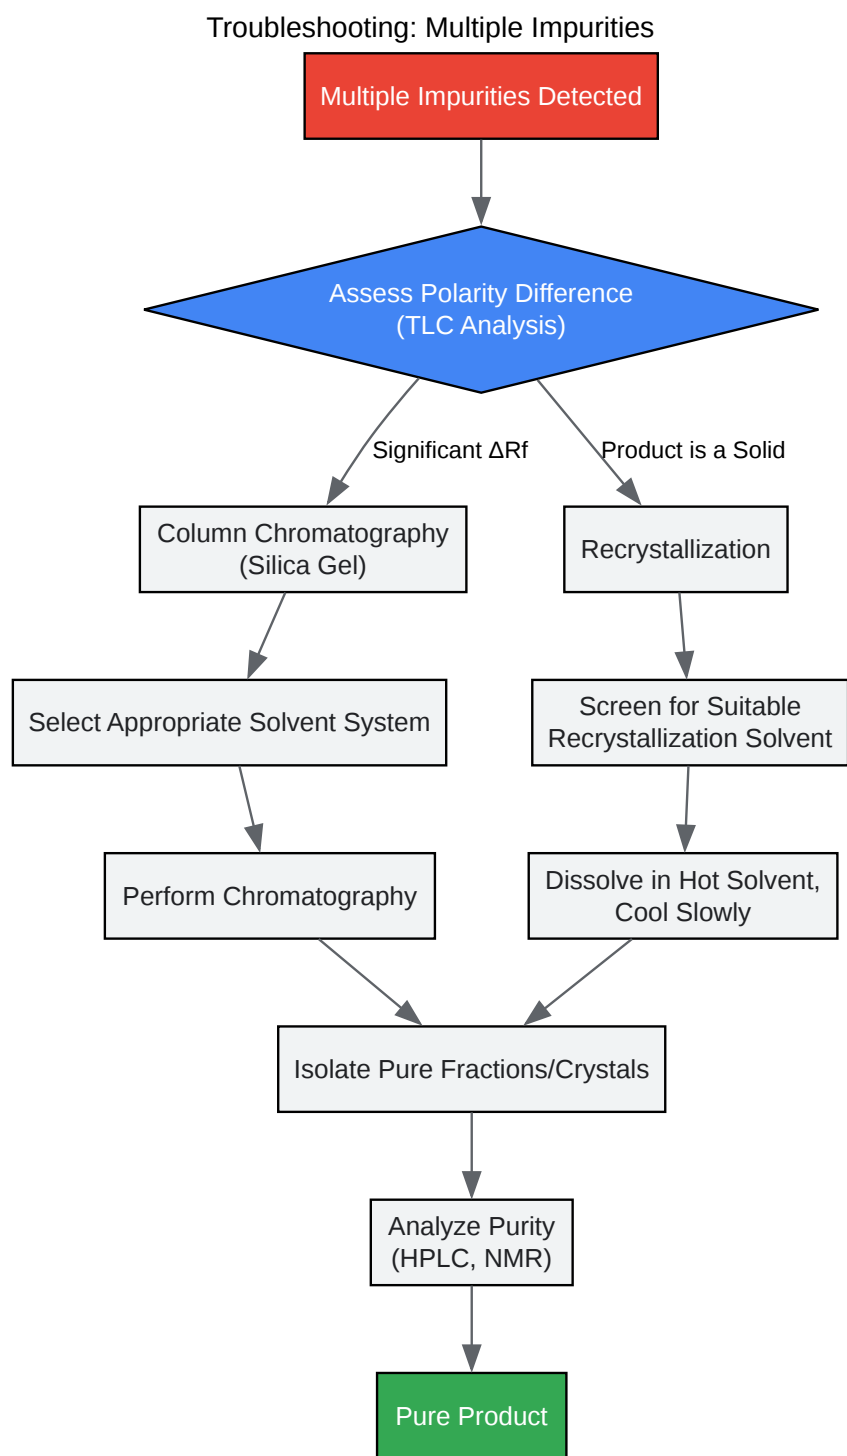 Troubleshooting: Multiple Impurities
Multiple Impurities Detected
Assess Polarity Difference
(TLC Analysis)
Significant ΔRf
Product is a Solid
Column Chromatography
(Silica Gel)
Recrystallization
Select Appropriate Solvent System
Screen for Suitable
Recrystallization Solvent
Perform Chromatography
Dissolve in Hot Solvent,
Cool Slowly
Isolate Pure Fractions/Crystals
Analyze Purity
(HPLC, NMR)
Pure Product